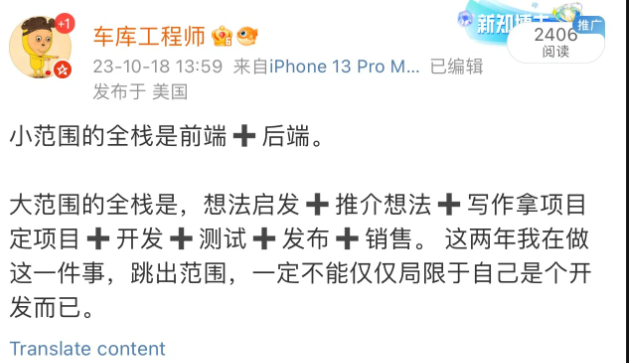 +1
车库工程师
新知博主
推广
2406
阅读
23-10-18 13:59 来自iPhone 13 Pro M... 已编辑
发布于 美国
小范围的全栈是前端➕后端。
大范围的全栈是，想法启发➕推介想法➕写作拿项目
定项目➕开发➕测试➕发布➕销售。 这两年我在做
这一件事，跳出范围，一定不能仅仅局限于自己是个开
发而已。
Translate content